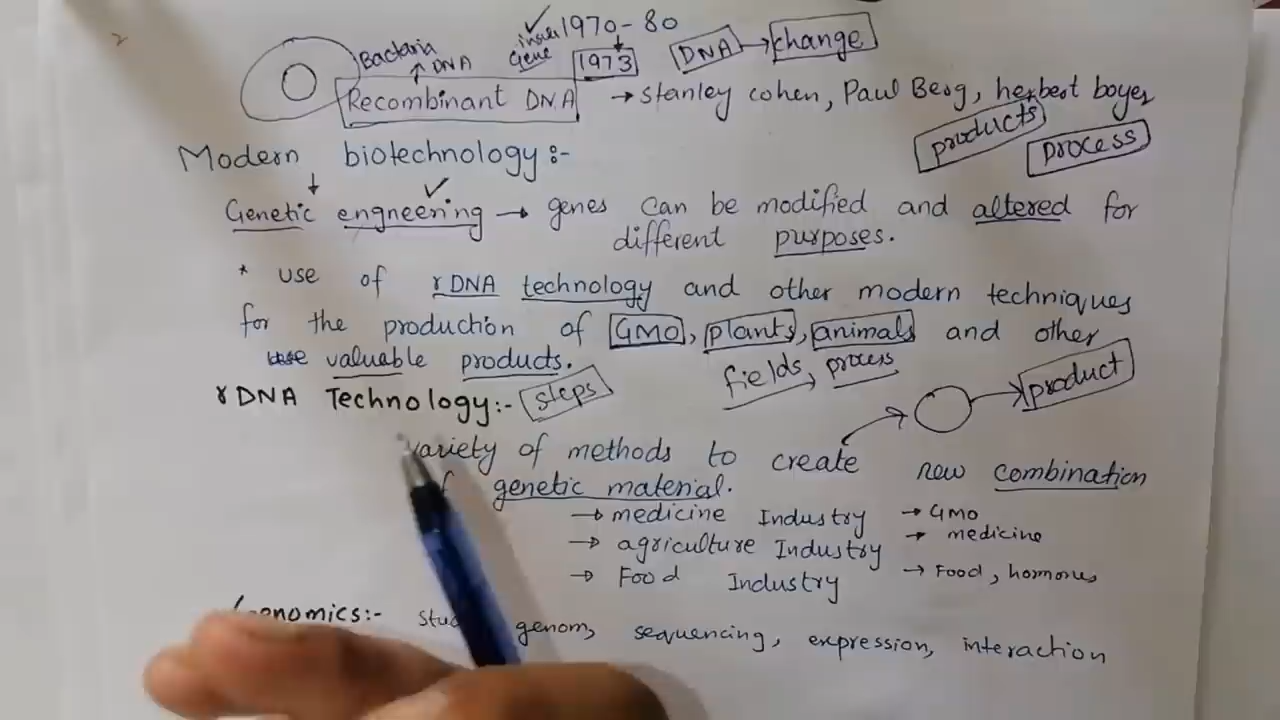 1970-80
Bacteria DNA
Gene
1973
DNA → change
Recombinant DNA → Stanley cohen, Paul Berg, herbert boyer
products
process
Modern biotechnology:-
Genetic engneering → genes can be modified and altered for
different purposes.
* use of rDNA technology and other modern techniques
for the production of GMO, plants, animals and other
valuable products.
fields, process
rDNA Technology:- steps
product
variety of methods to create new combination
genetic material.
→ medicine Industry → GMO
→ agriculture Industry → medicine
→ Food Industry → Food, hormones
genom, sequencing, expression, interaction